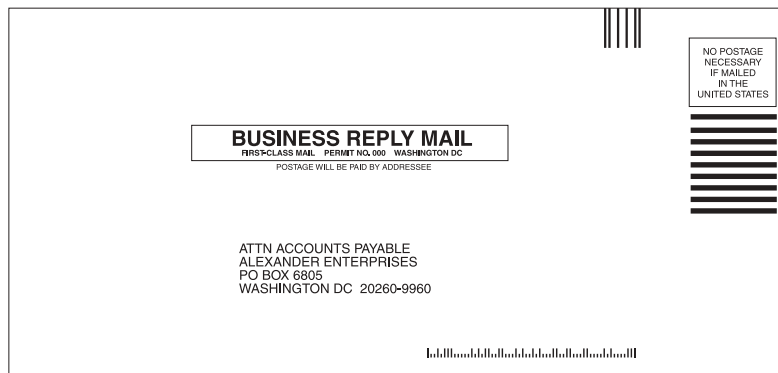 NO POSTAGE
NECESSARY
IF MAILED
IN THE
UNITED STATES
BUSINESS REPLY MAIL
FIRST-CLASS MAIL PERMIT NO. 000 WASHINGTON DC
POSTAGE WILL BE PAID BY ADDRESSEE
ATTN ACCOUNTS PAYABLE
ALEXANDER ENTERPRISES
PO BOX 6805
WASHINGTON DC 20260-9960